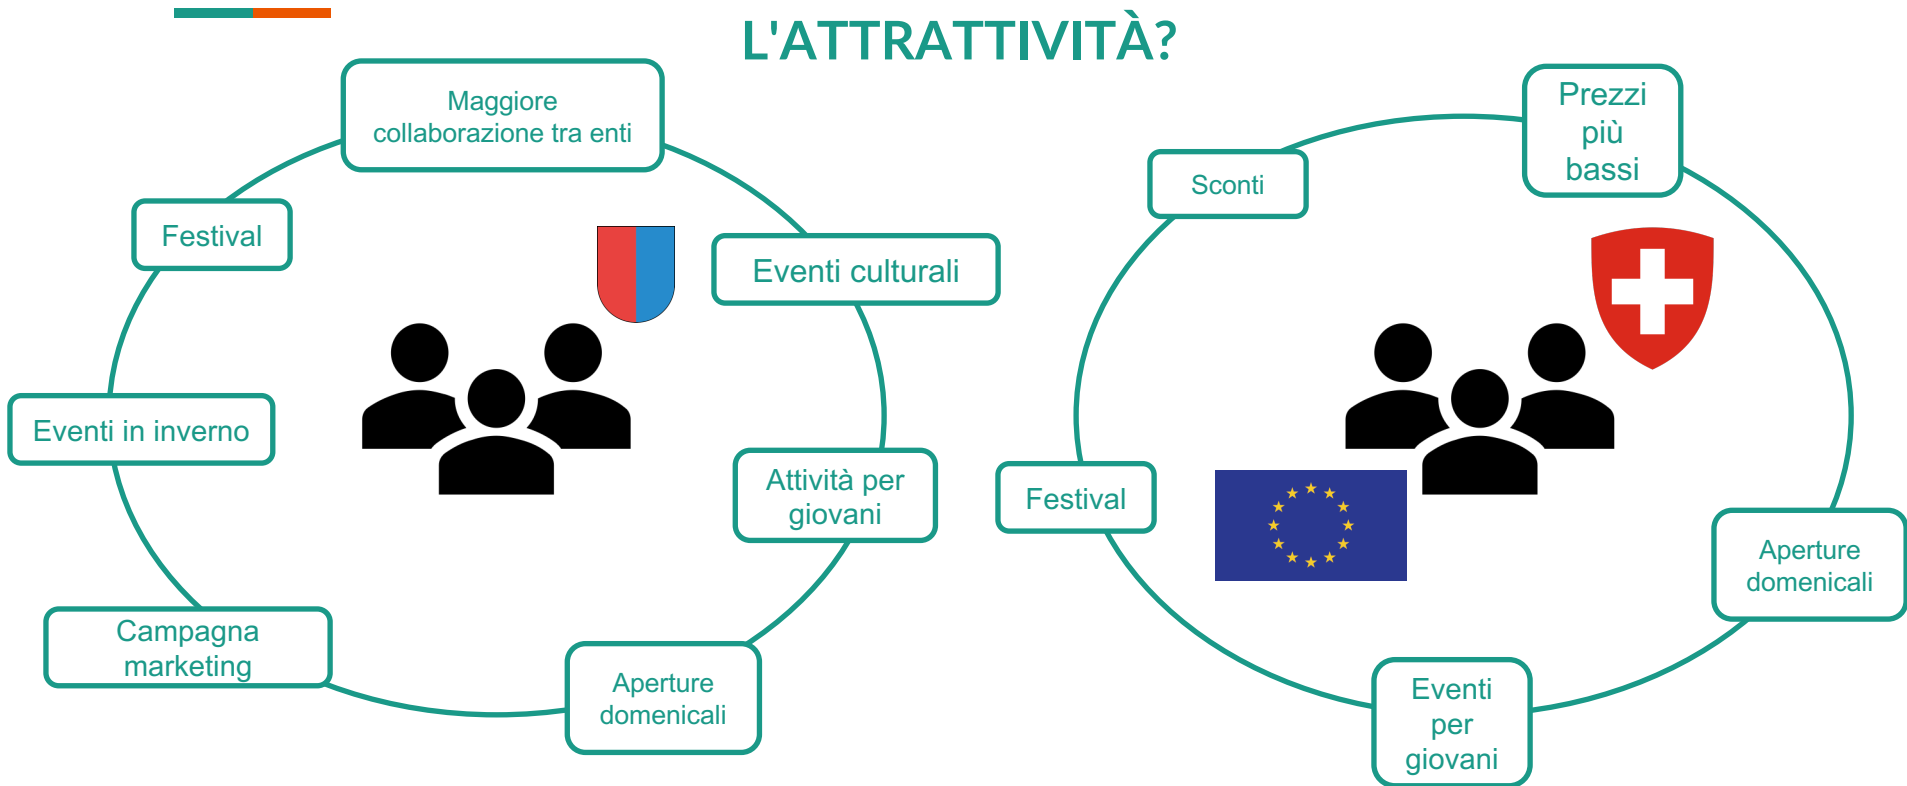 L'ATTRATTIVITÀ?
Maggiore
collaborazione tra enti
Festival
Eventi culturali
Eventi in inverno
Attività per
giovani
Campagna
marketing
Aperture
domenicali
Prezzi
più
bassi
Sconti
Festival
Aperture
domenicali
Eventi
per
giovani